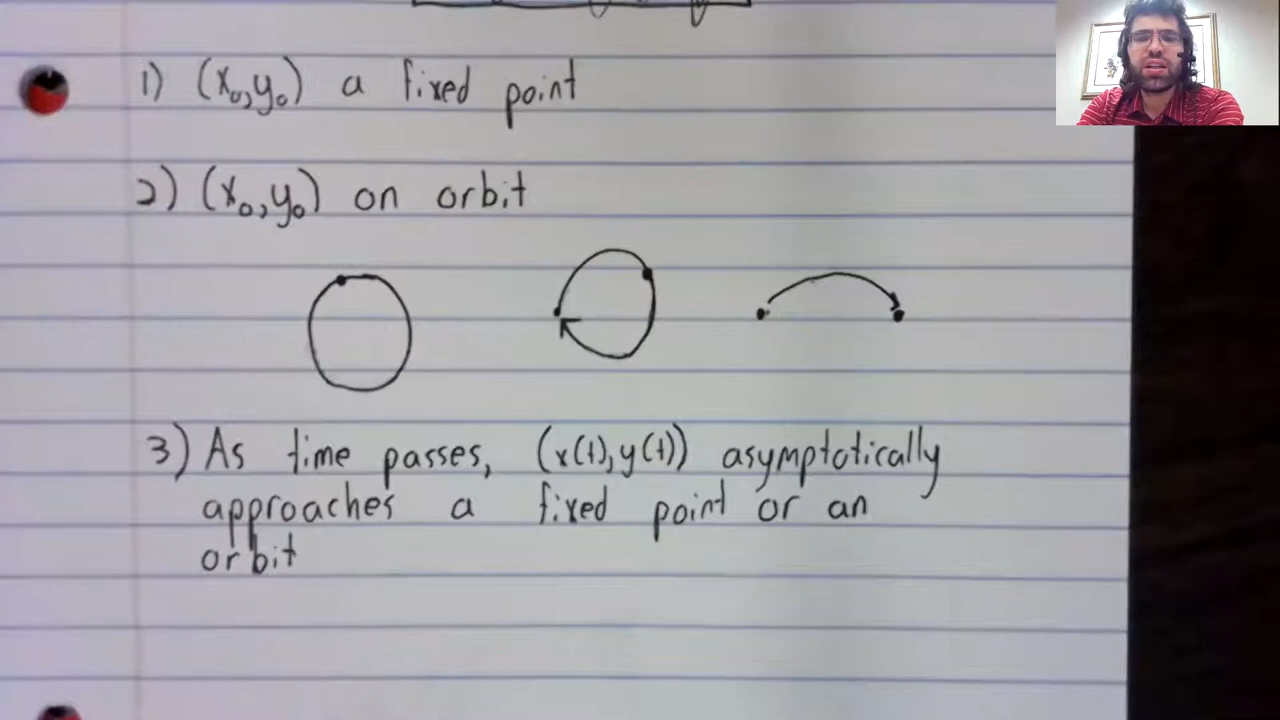 1) (x₀,y₀) a fixed point
2) (x₀,y₀) on orbit
3) As time passes, (x(t),y(t)) asymptotically
approaches a fixed point or an
orbit